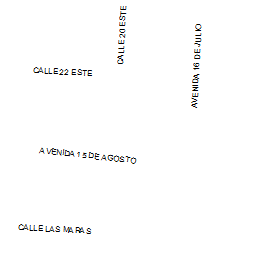 CALLE 20 ESTE
AVENIDA 16 DE JULIO
CALLE 22 ESTE
AVENIDA 15 DE AGOSTO
CALLE LAS MARAS